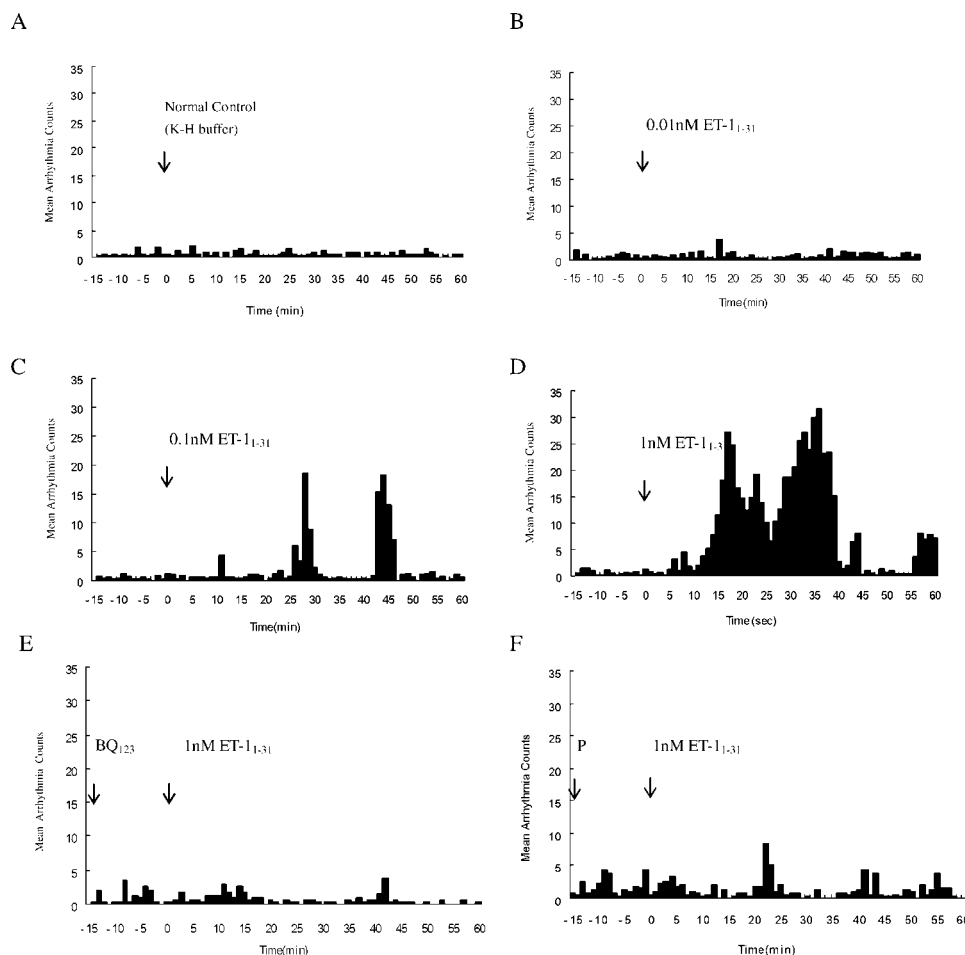 A
Mean Arrhythmia Counts
35
30
25
20
15
10
5
0
Normal Control
(K-H buffer)
-15 -10 -5 0 5 10 15 20 25 30 35 40 45 50 55 60
Time (min)
B
Mean Arrhythmia Counts
35
30
25
20
15
10
5
0
0.01nM ET-1₁₋₃₁
-15 -10 -5 0 5 10 15 20 25 30 35 40 45 50 55 60
Time (min)
C
Mean Arrhythmia Counts
35
30
25
20
15
10
5
0
0.1nM ET-1₁₋₃₁
-15 -10 -5 0 5 10 15 20 25 30 35 40 45 50 55 60
Time(min)
D
Mean Arrhythmia Counts
35
30
25
20
15
10
5
0
1nM ET-1₁₋₃
-15 -10 -5 0 5 10 15 20 25 30 35 40 45 50 55 60
Time (sec)
E
Mean Arrhythmia Counts
35
30
25
20
15
10
5
0
BQ₁₂₃
1nM ET-1₁₋₃₁
-15 -10 -5 0 5 10 15 20 25 30 35 40 45 50 55 60
Time(min)
F
Mean Arrhythmia Counts
35
30
25
20
15
10
5
0
P
1nM ET-1₁₋₃₁
-15 -10 -5 0 5 10 15 20 25 30 35 40 45 50 55 60
Time(min)